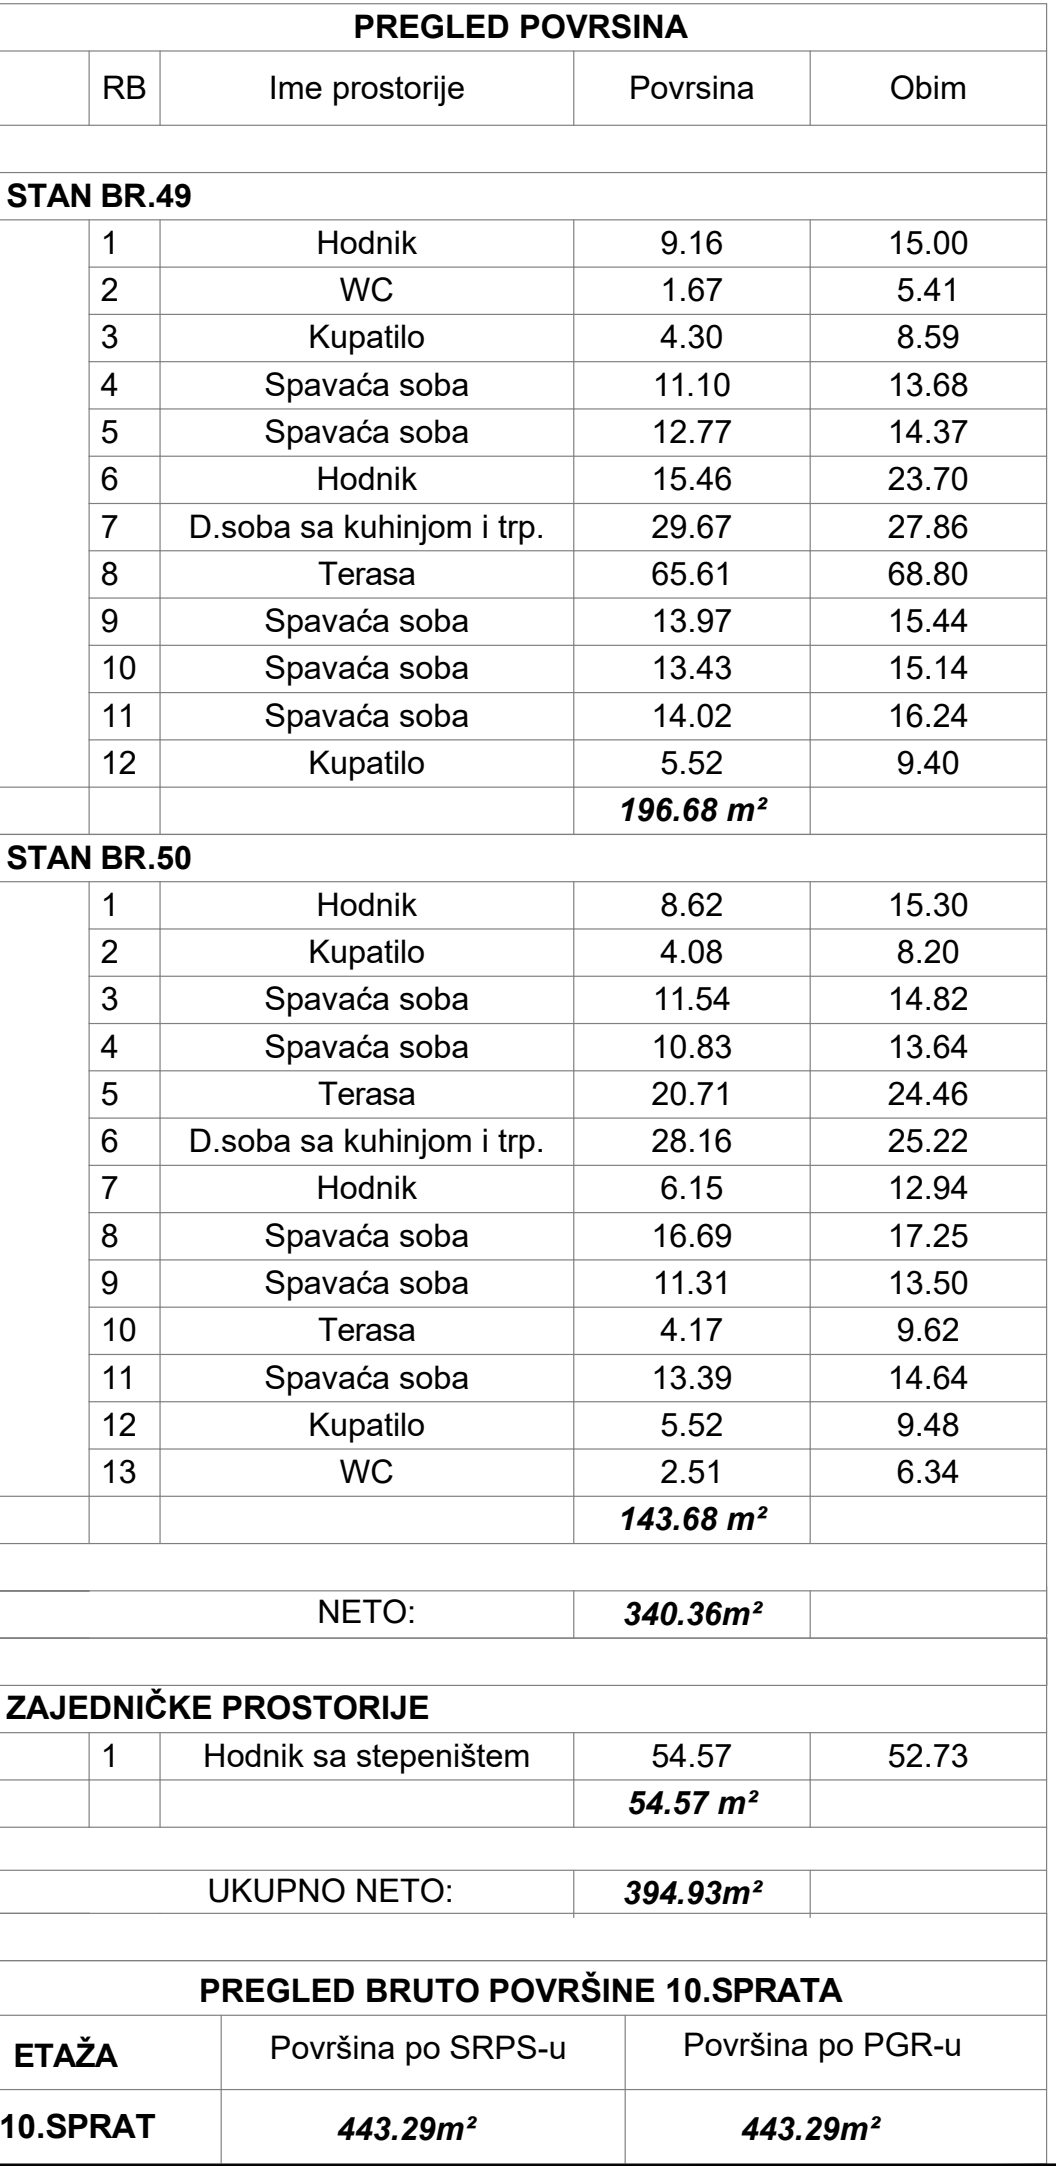 PREGLED POVRSINA
RB Ime prostorije Povrsina Obim
STAN BR.49
1 Hodnik 9.16 15.00
2 WC 1.67 5.41
3 Kupatilo 4.30 8.59
4 Spavaća soba 11.10 13.68
5 Spavaća soba 12.77 14.37
6 Hodnik 15.46 23.70
7 D.soba sa kuhinjom i trp. 29.67 27.86
8 Terasa 65.61 68.80
9 Spavaća soba 13.97 15.44
10 Spavaća soba 13.43 15.14
11 Spavaća soba 14.02 16.24
12 Kupatilo 5.52 9.40
196.68 m²
STAN BR.50
1 Hodnik 8.62 15.30
2 Kupatilo 4.08 8.20
3 Spavaća soba 11.54 14.82
4 Spavaća soba 10.83 13.64
5 Terasa 20.71 24.46
6 D.soba sa kuhinjom i trp. 28.16 25.22
7 Hodnik 6.15 12.94
8 Spavaća soba 16.69 17.25
9 Spavaća soba 11.31 13.50
10 Terasa 4.17 9.62
11 Spavaća soba 13.39 14.64
12 Kupatilo 5.52 9.48
13 WC 2.51 6.34
143.68 m²
NETO: 340.36m²
ZAJEDNIČKE PROSTORIJE
1 Hodnik sa stepeništem 54.57 52.73
54.57 m²
UKUPNO NETO: 394.93m²
PREGLED BRUTO POVRŠINE 10.SPRATA
ETAŽA Površina po SRPS-u Površina po PGR-u
10.SPRAT 443.29m² 443.29m²